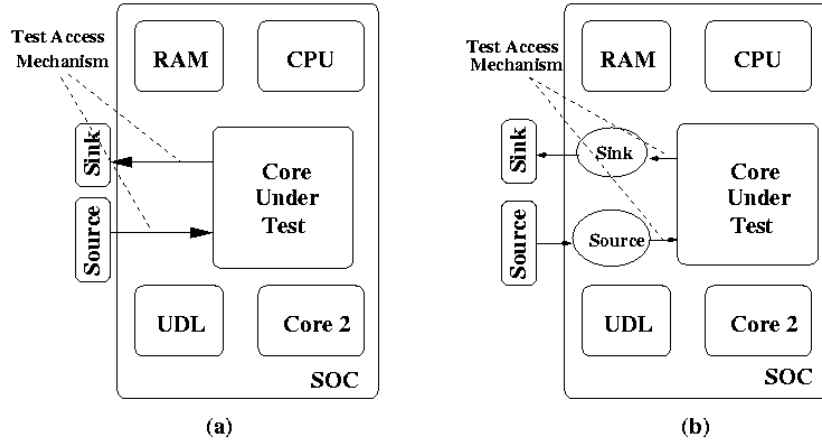 Test Access
Mechanism
RAM
CPU
Sink
Source
Core
Under
Test
UDL
Core 2
SOC
(a)
Test Access
Mechanism
RAM
CPU
Sink
Sink
Source
Source
Core
Under
Test
UDL
Core 2
SOC
(b)